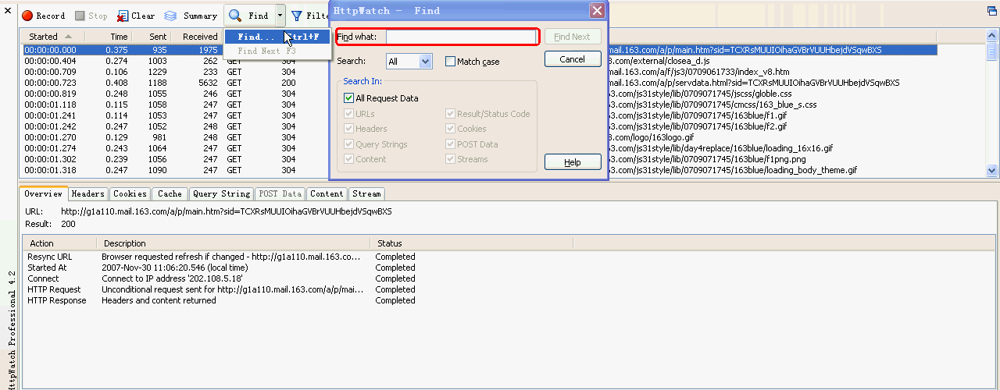 Record Stop Clear Summary Find Filte
Started Time Sent Received
00:00:00.000 0.375 935 1975 mail.163.com/a/p/main.htm?sid=TCXRsMUUIOihaGVBrVUUHbejdVSqwBXS
00:00:00.404 0.274 1003 262 GET 304 6.com/external/closea_d.js
00:00:00.709 0.106 1229 233 GET 304 mail.163.com/a/f/js3/0709061733/index_v8.htm
00:00:00.723 0.408 1188 5632 GET 200 mail.163.com/a/p/servdata.html?sid=TCXRsMUUIOihaGVBrVUUHbejdVSqwBXS
00:00:00.819 0.248 1055 246 GET 304 3.com/js31style/lib/0709071745/jscss/globle.css
00:00:01.118 0.115 1058 247 GET 304 3.com/js31style/lib/0709071745/cmcss/163_blue_s.css
00:00:01.241 0.114 1053 247 GET 304 3.com/js31style/lib/0709071745/163blue/f1.gif
00:00:01.242 0.247 1052 248 GET 304 3.com/js31style/lib/0709071745/163blue/f2.gif
00:00:01.270 0.129 981 248 GET 304 3.com/logo/163logo.gif
00:00:01.274 0.243 1064 247 GET 304 3.com/js31style/lib/day4replace/163blue/loading_16x16.gif
00:00:01.302 0.239 1056 247 GET 304 3.com/js31style/lib/0709071745/163blue/f1png.png
00:00:01.318 0.247 1090 247 GET 304 3.com/js31style/lib/0709071745/163blue/loading_body_theme.gif
Find... Ctrl+F
Find Next F3
HttpWatch - Find
Find what: Find Next
Search: All Match case Cancel
Search In:
All Request Data
URLs Result/Status Code
Headers Cookies
Query Strings POST Data
Content Streams
Help
Overview Headers Cookies Cache Query String POST Data Content Stream
URL: http://g1a110.mail.163.com/a/p/main.htm?sid=TCXRsMUUIOihaGVBrVUUHbejdVSqwBXS
Result: 200
Action Description Status
Resync URL Browser requested refresh if changed - http://g1a110.mail.163.co... Completed
Started At 2007-Nov-30 11:06:20.546 (local time) Completed
Connect Connect to IP address '202.108.5.18' Completed
HTTP Request Unconditional request sent for http://g1a110.mail.163.com/a/p/mai... Completed
HTTP Response Headers and content returned Completed
HttpWatch Professional 4.2